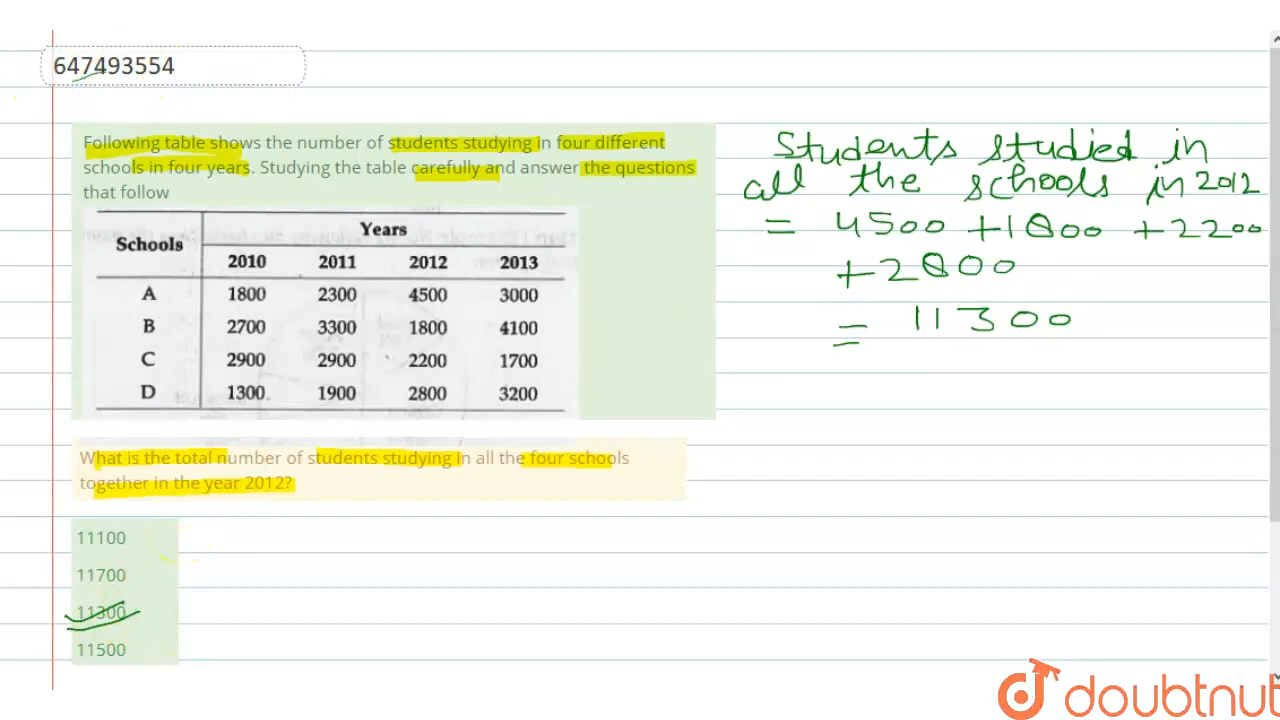 647493554
Following table shows the number of students studying in four different
schools in four years. Studying the table carefully and answer the questions
that follow
Schools Years
2010 2011 2012 2013
A 1800 2300 4500 3000
B 2700 3300 1800 4100
C 2900 2900 2200 1700
D 1300 1900 2800 3200
What is the total number of students studying in all the four schools
together in the year 2012?
11100
11700
11300
11500
Students studied in
all the schools in 2012
= 4500 + 1800 + 2200
+ 2800
= 11300
doubtnut